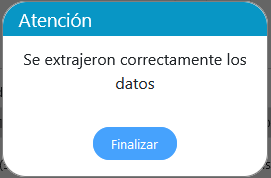 Atención
Se extrajeron correctamente los
datos
Finalizar